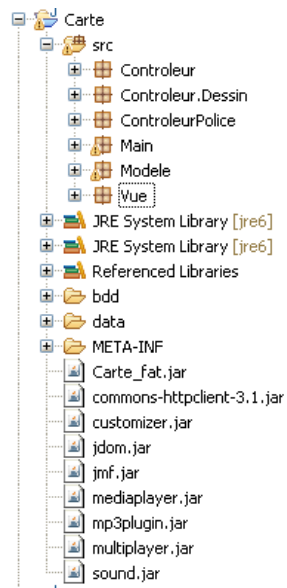 Carte
src
Controleur
Controleur.Dessin
ControleurPolice
Main
Modele
Vue
JRE System Library [jre6]
JRE System Library [jre6]
Referenced Libraries
bdd
data
META-INF
Carte_fat.jar
commons-httpclient-3.1.jar
customizer.jar
jdom.jar
jmf.jar
mediaplayer.jar
mp3plugin.jar
multiplayer.jar
sound.jar